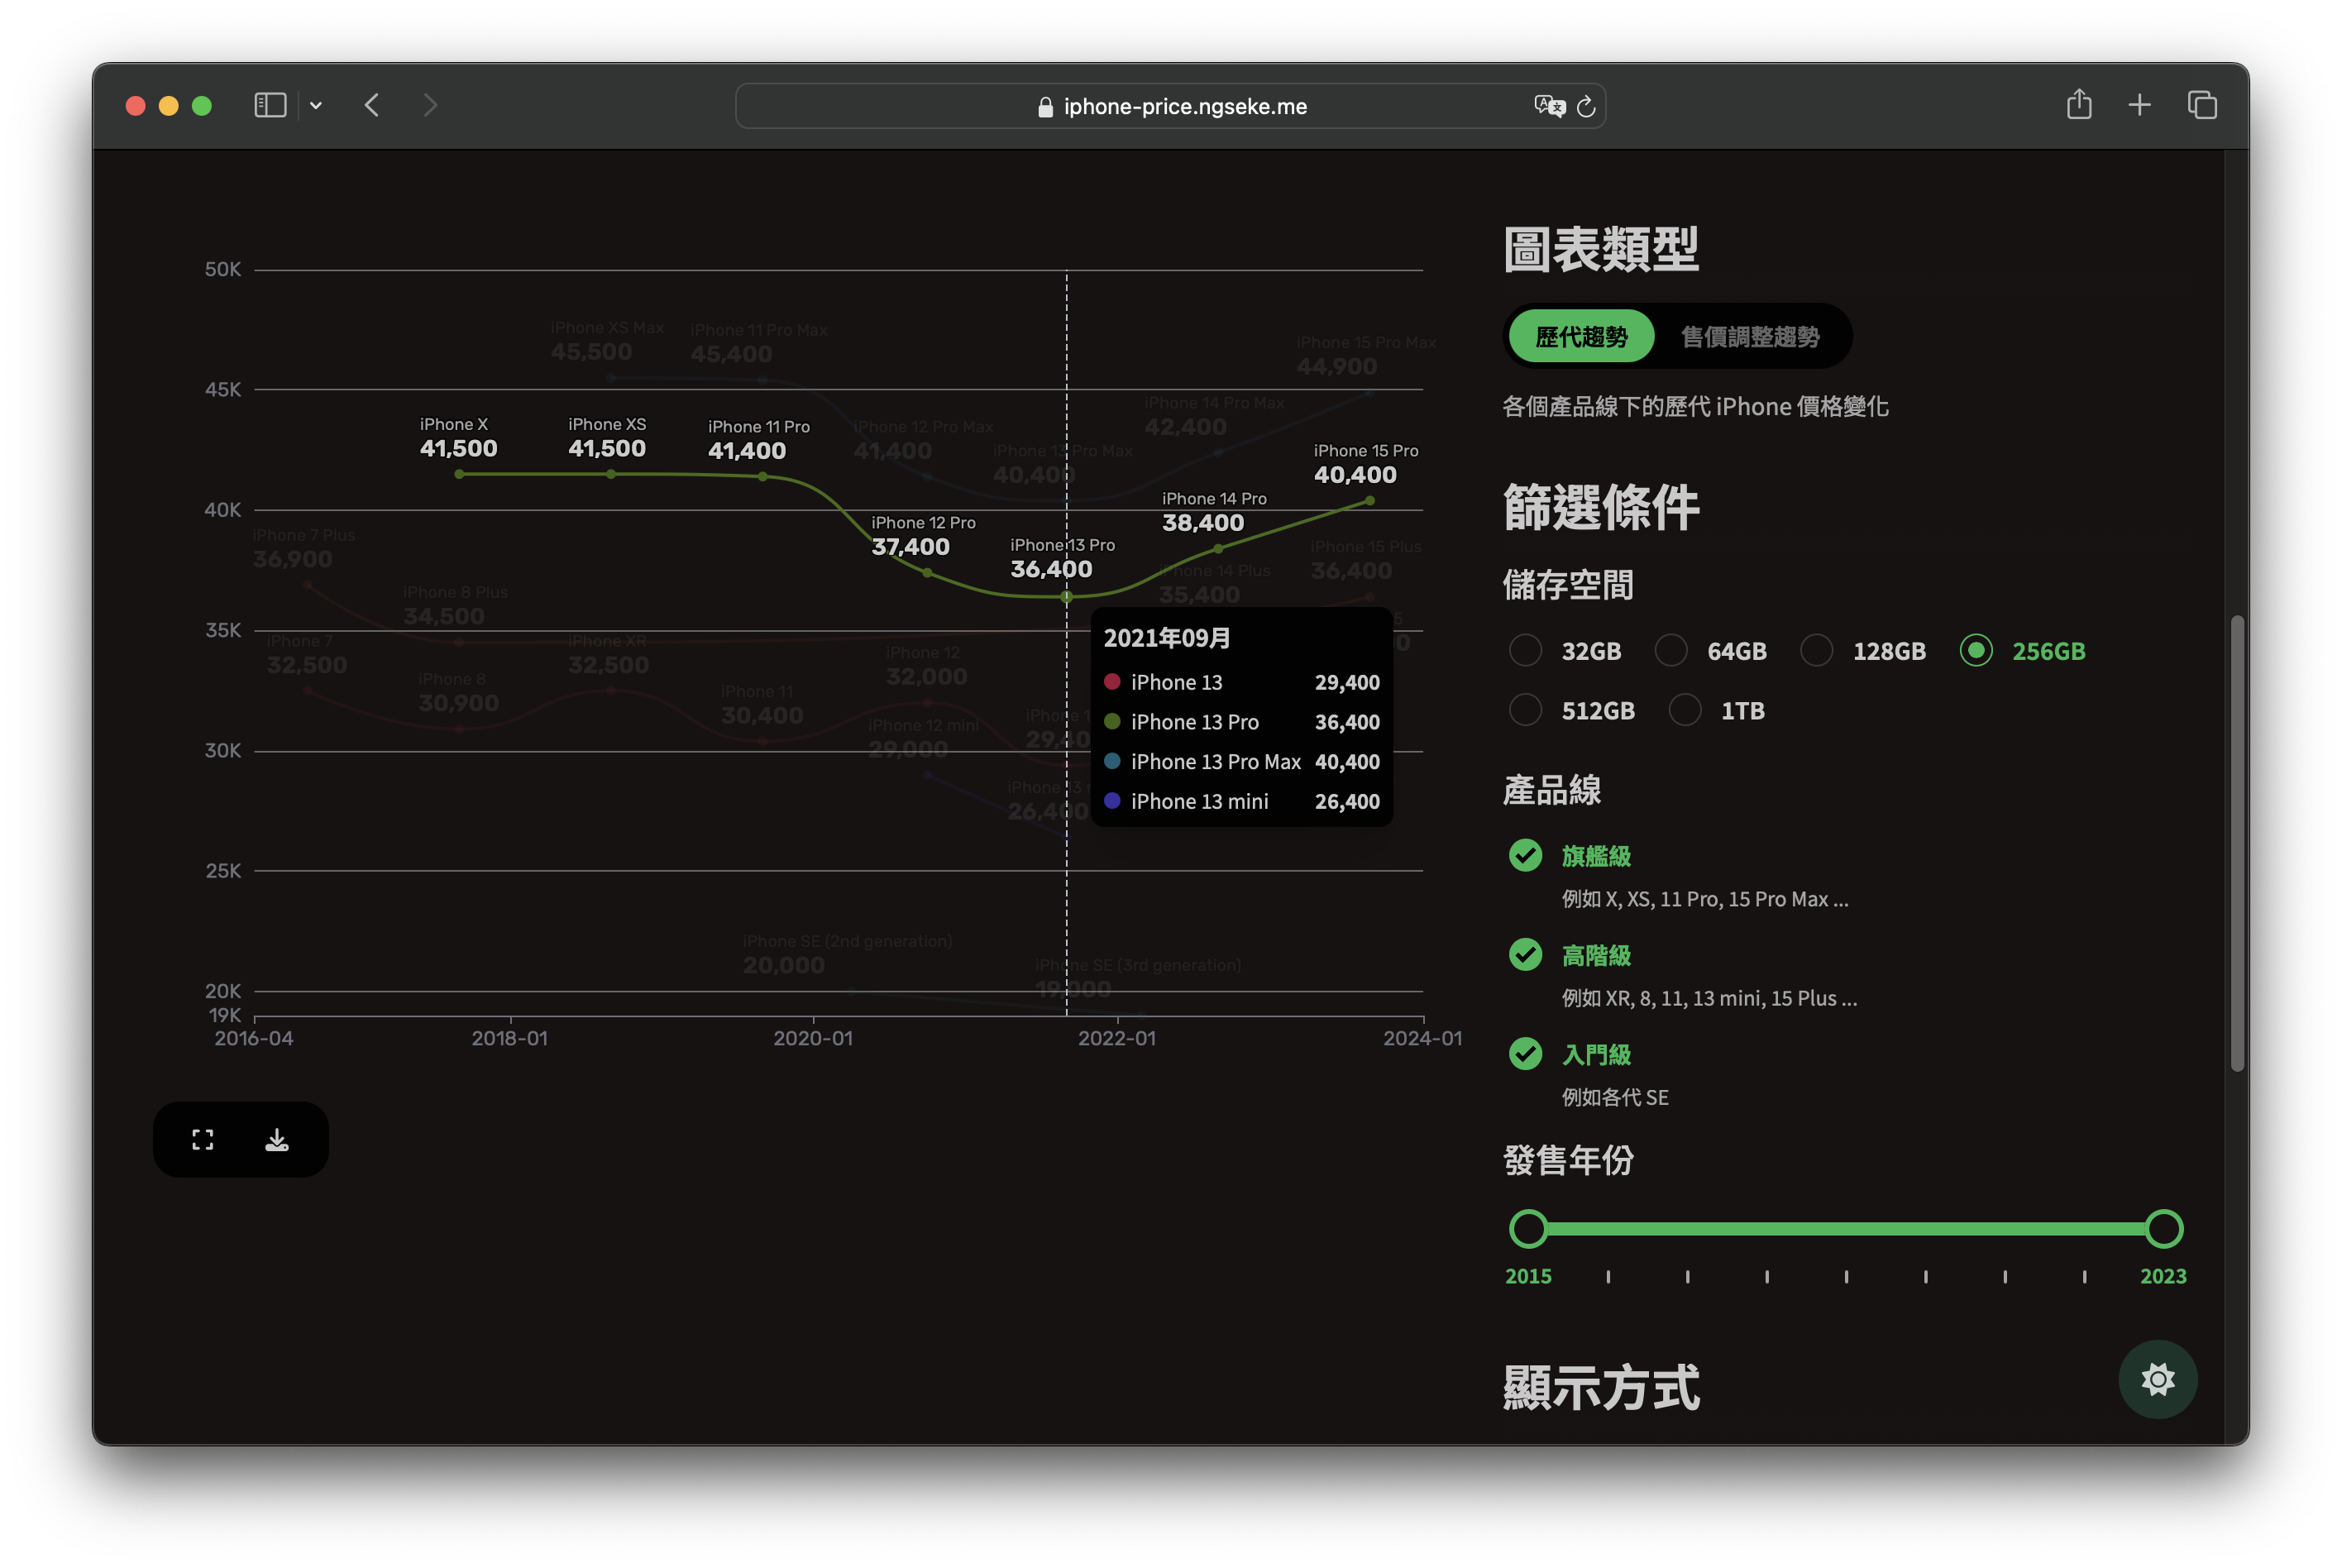 iphone-price.ngseke.me
50K
45K
40K
35K
30K
25K
20K
19K
2016-04
2018-01
2020-01
2022-01
2024-01
iPhone XS Max
45,500
iPhone 11 Pro Max
45,400
iPhone 15 Pro Max
44,900
iPhone 14 Pro Max
42,400
iPhone X
41,500
iPhone XS
41,500
iPhone 11 Pro
41,400
iPhone 12 Pro Max
41,400
iPhone 13 Pro Max
40,400
iPhone 15 Pro
40,400
iPhone 14 Pro
38,400
iPhone 12 Pro
37,400
iPhone 13 Pro
36,400
iPhone 7 Plus
36,900
iPhone 15 Plus
36,400
iPhone 14 Plus
35,400
iPhone 8 Plus
34,500
iPhone 7
32,500
iPhone XR
32,500
iPhone 12
32,000
iPhone 8
30,900
iPhone 11
30,400
iPhone 12 mini
29,000
iPhone
29,40
iPhone 13
26,400
iPhone SE (2nd generation)
20,000
iPhone SE (3rd generation)
19,000
2021年09月
iPhone 13 29,400
iPhone 13 Pro 36,400
iPhone 13 Pro Max 40,400
iPhone 13 mini 26,400
圖表類型
歷代趨勢 售價調整趨勢
各個產品線下的歷代 iPhone 價格變化
篩選條件
儲存空間
32GB 64GB 128GB 256GB
512GB 1TB
產品線
旗艦級
例如 X, XS, 11 Pro, 15 Pro Max ...
高階級
例如 XR, 8, 11, 13 mini, 15 Plus ...
入門級
例如各代 SE
發售年份
2015 2023
顯示方式